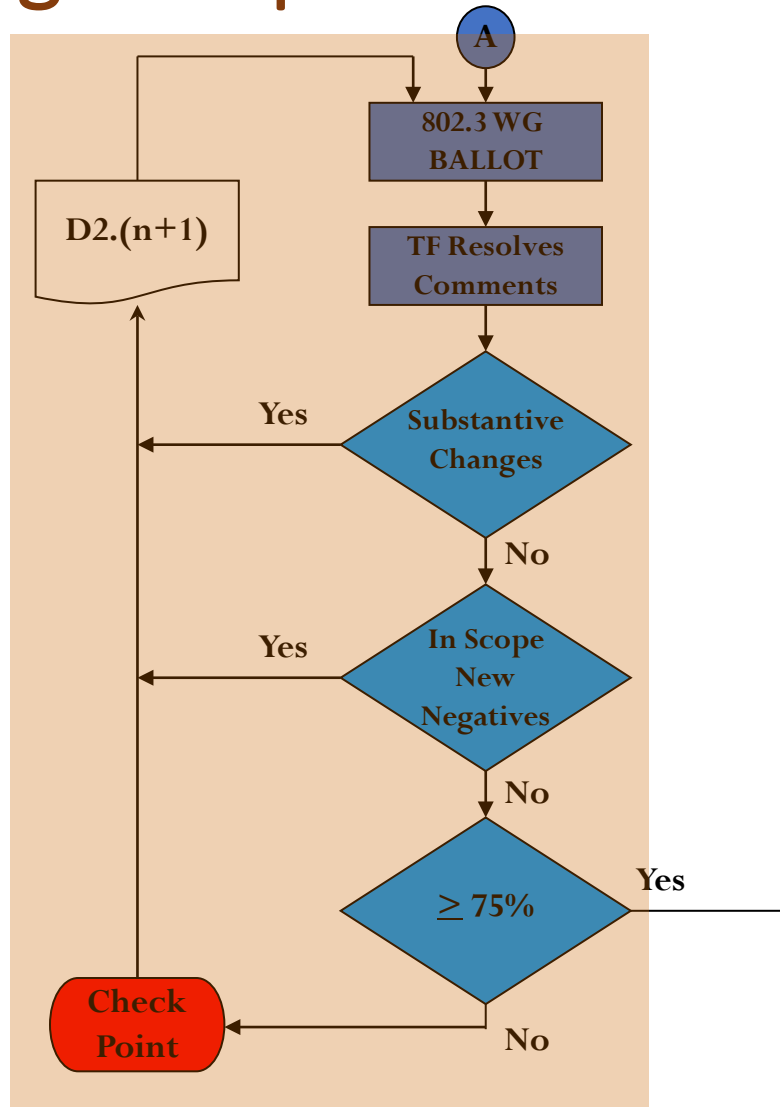 A
802.3 WG
BALLOT
D2.(n+1)
TF Resolves
Comments
Yes
Substantive
Changes
No
Yes
In Scope
New
Negatives
No
≥ 75%
Yes
Check
Point
No